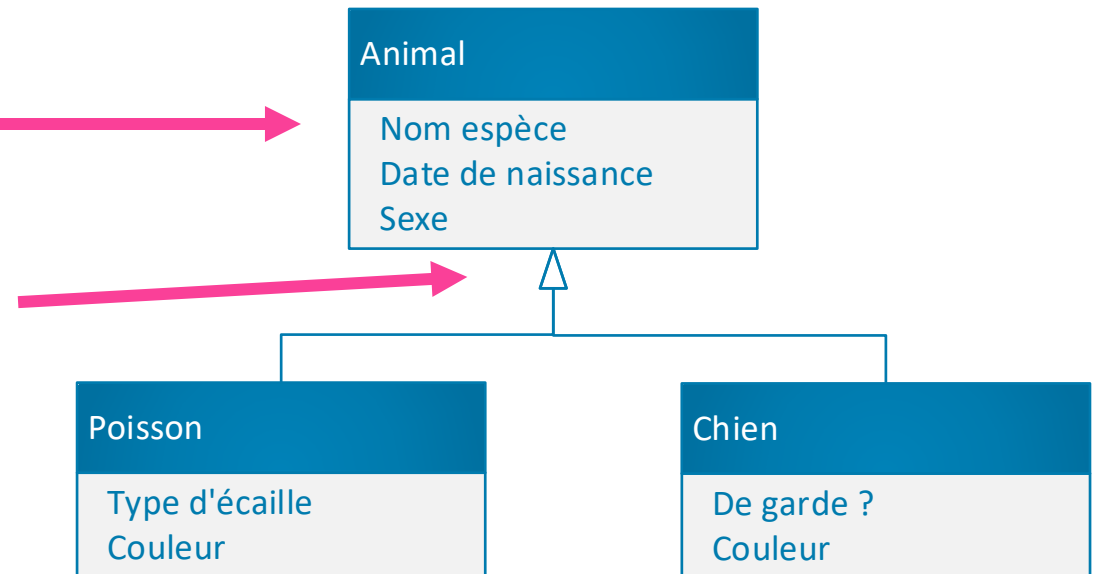 Animal
Nom espèce
Date de naissance
Sexe
Poisson
Type d'écaille
Couleur
Chien
De garde ?
Couleur